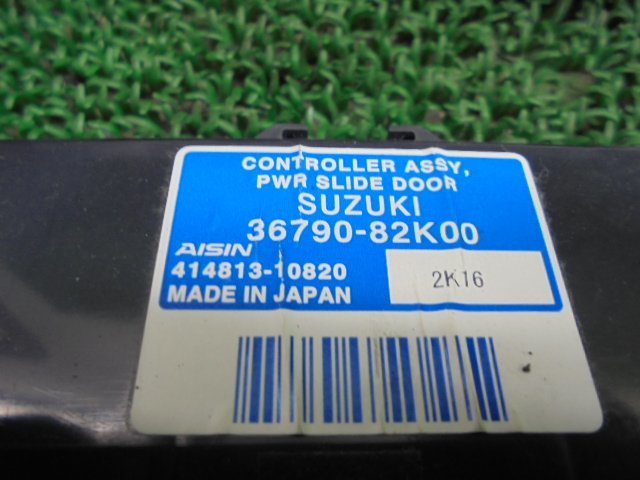 CONTROLLER ASSY,
PWR SLIDE DOOR
SUZUKI
36790-82K00
AISIN
414813-10820
2K16
MADE IN JAPAN